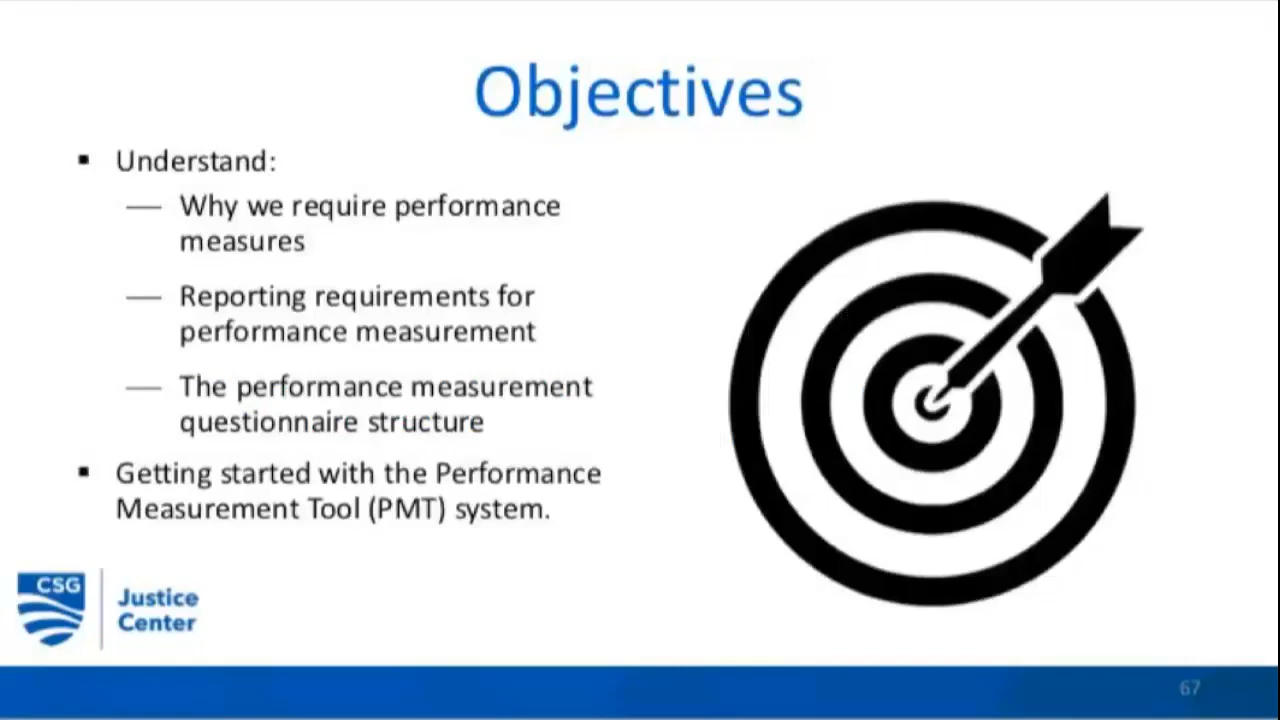 Objectives
▪ Understand:
— Why we require performance
measures
— Reporting requirements for
performance measurement
— The performance measurement
questionnaire structure
▪ Getting started with the Performance
Measurement Tool (PMT) system.
CSG
Justice
Center
67